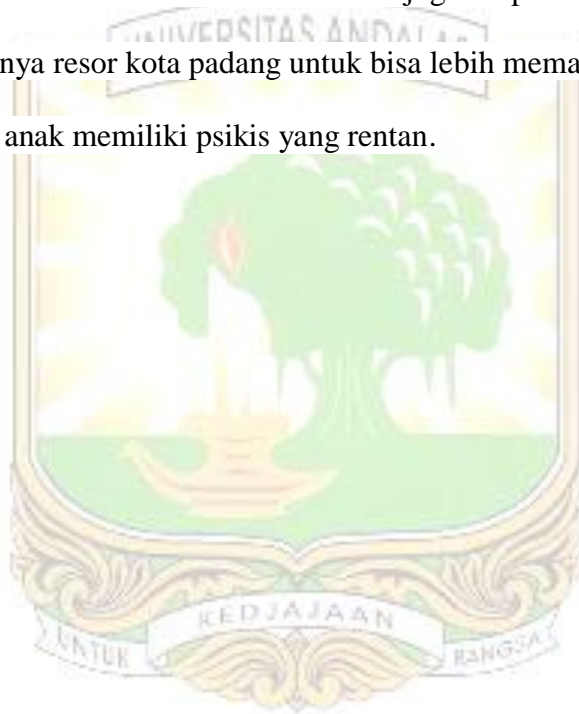 UNIVERSITAS ANDALAS
nya resor kota padang untuk bisa lebih mema
anak memiliki psikis yang rentan.
KEDJAJAAN
UNTUK
BANGSA